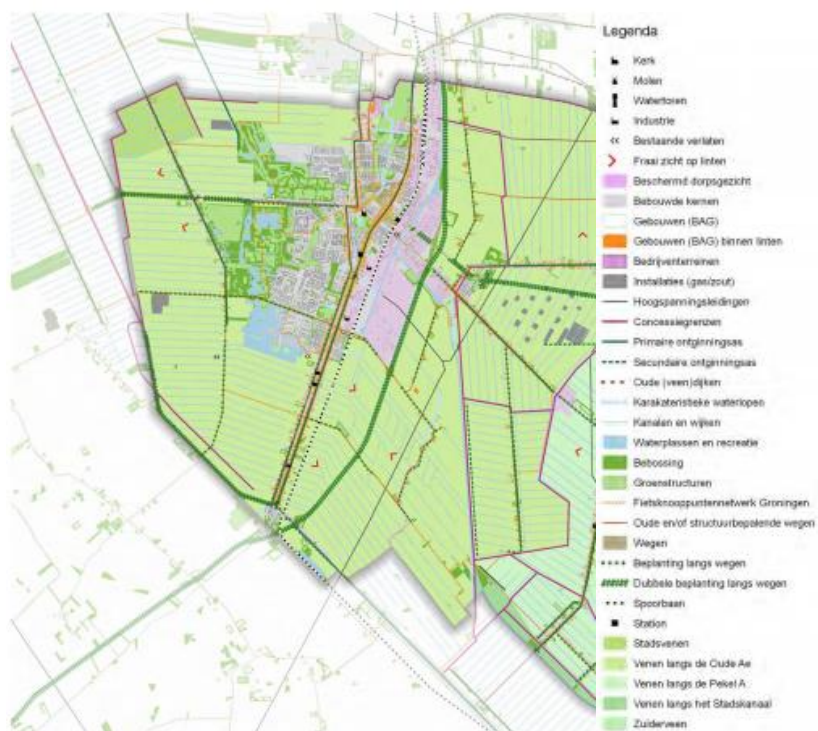 Legenda
Kerk
Molen
Watertoren
Industrie
Bestaande verlaten
Fraai zicht op linten
Beschermd dorpsgezicht
Bebouwde kernen
Gebouwen (BAG)
Gebouwen (BAG) binnen linten
Bedrijventerreinen
Installaties (gas/zout)
Hoogspanningsleidingen
Concessiegrenzen
Primaire ontginningsas
Secundaire ontginningsas
Oude (veen)dijken
Karakateristieke waterlopen
Kanalen en wijken
Waterplassen en recreatie
Bebossing
Groenstructuren
Fietsknooppuntennetwerk Groningen
Oude en/of structuurbepalende wegen
Wegen
Beplanting langs wegen
Dubbele beplanting langs wegen
Spoorbaan
Station
Stadsvenen
Venen langs de Oude Ae
Venen langs de Pekel A
Venen langs het Stadskanaal
Zuiderveen